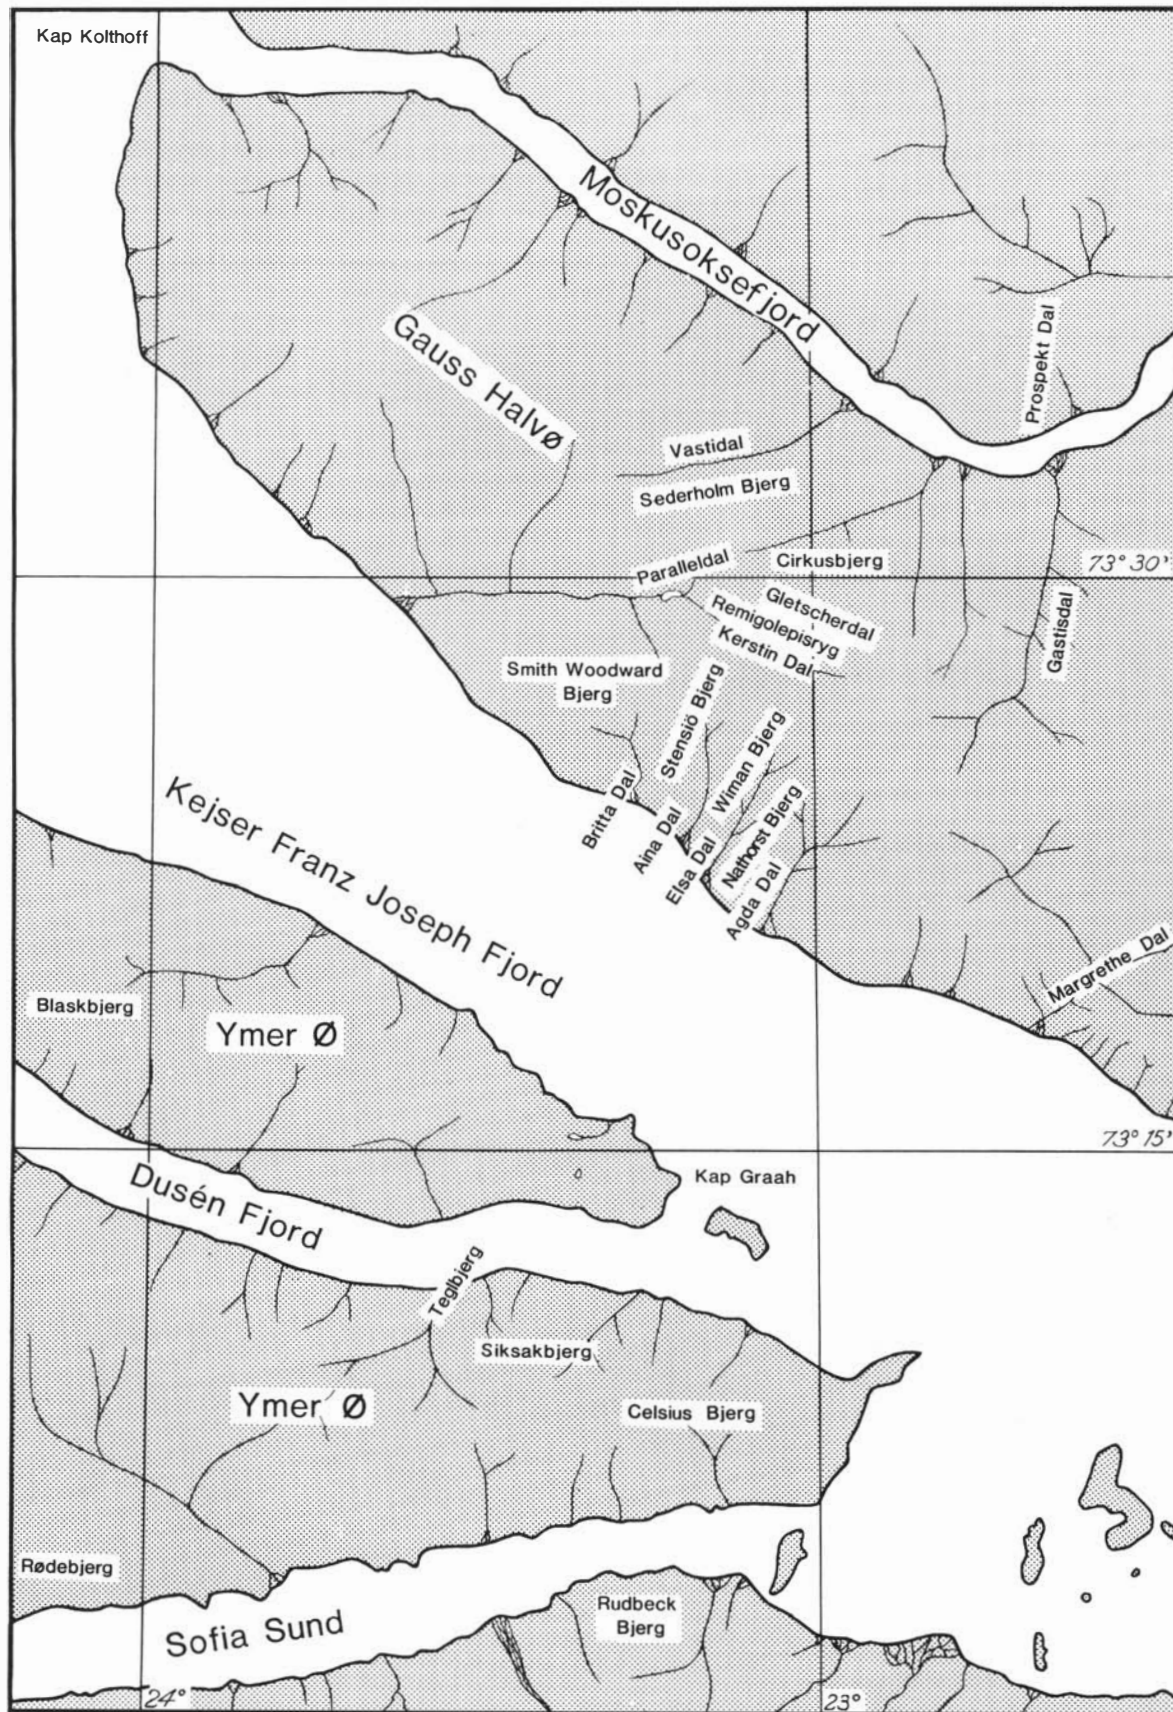 Kap Kolthoff
Moskusoksefjord
Gauss Halvø
Prospekt Dal
Vastidal
Sederholm Bjerg
Paralleldal
Cirkusbjerg
73° 30'
Gletscherdal
Remigolepisryg
Kerstin Dal
Gastisdal
Smith Woodward
Bjerg
Stensiö Bjerg
Wiman Bjerg
Nathorst Bjerg
Britta Dal
Aina Dal
Elsa Dal
Agda Dal
Margrethe Dal
Kejser Franz Joseph Fjord
Blaskbjerg
Ymer Ø
73° 15'
Kap Graah
Dusén Fjord
Teglbjerg
Siksakbjerg
Ymer Ø
Celsius Bjerg
Rødebjerg
Rudbeck
Bjerg
Sofia Sund
24°
23°